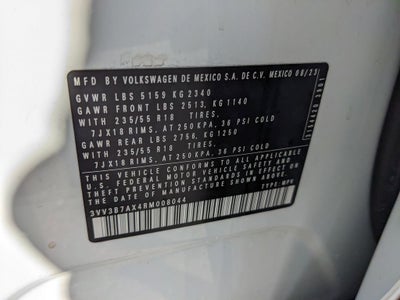 MFD BY VOLKSWAGEN DE MEXICO S.A. DE C.V. MEXICO 08/23
GVWR LBS 5159 KG 2340
GAWR FRONT LBS 2513, KG 1140
WITH 235/55 R18 TIRES.
7JX18 RIMS, AT 250 KPA, 36 PSI COLD
GAWR REAR LBS 2756, KG 1250
WITH 235/55 R18 TIRES,
7JX18 RIMS, AT 250 KPA, 36 PSI COLD
THIS VEHICLE CONFORMS TO ALL APPLICABLE
U.S. FEDERAL MOTOR VEHICLE SAFETY AND
THEFT PREVENTION STANDARDS IN EFFECT ON THE
DATE OF MANUFACTURE SHOWN ABOVE.
3VV3B7AX4RM008044
TYPE: MPV